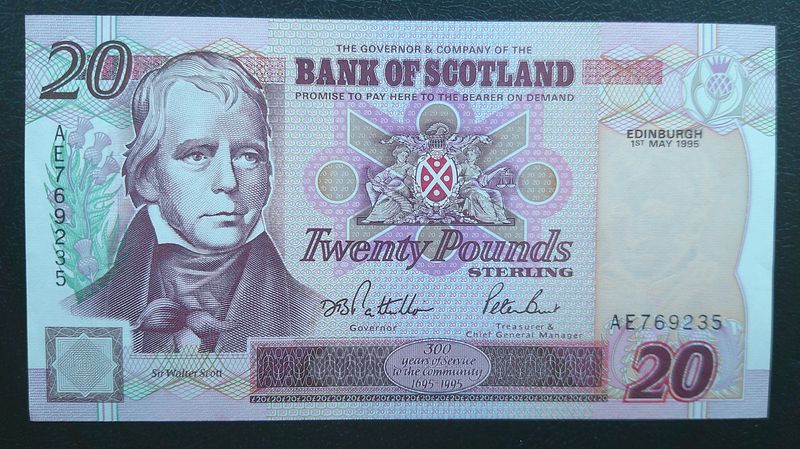 20
THE GOVERNOR & COMPANY OF THE
BANK OF SCOTLAND
PROMISE TO PAY HERE TO THE BEARER ON DEMAND
EDINBURGH
1ST MAY 1995
AE769235
Twenty Pounds
STERLING
Peter Burt
Governor
Treasurer &
Chief General Manager
AE769235
300
years of Service
to the community
1695-1995
Sir Walter Scott
20